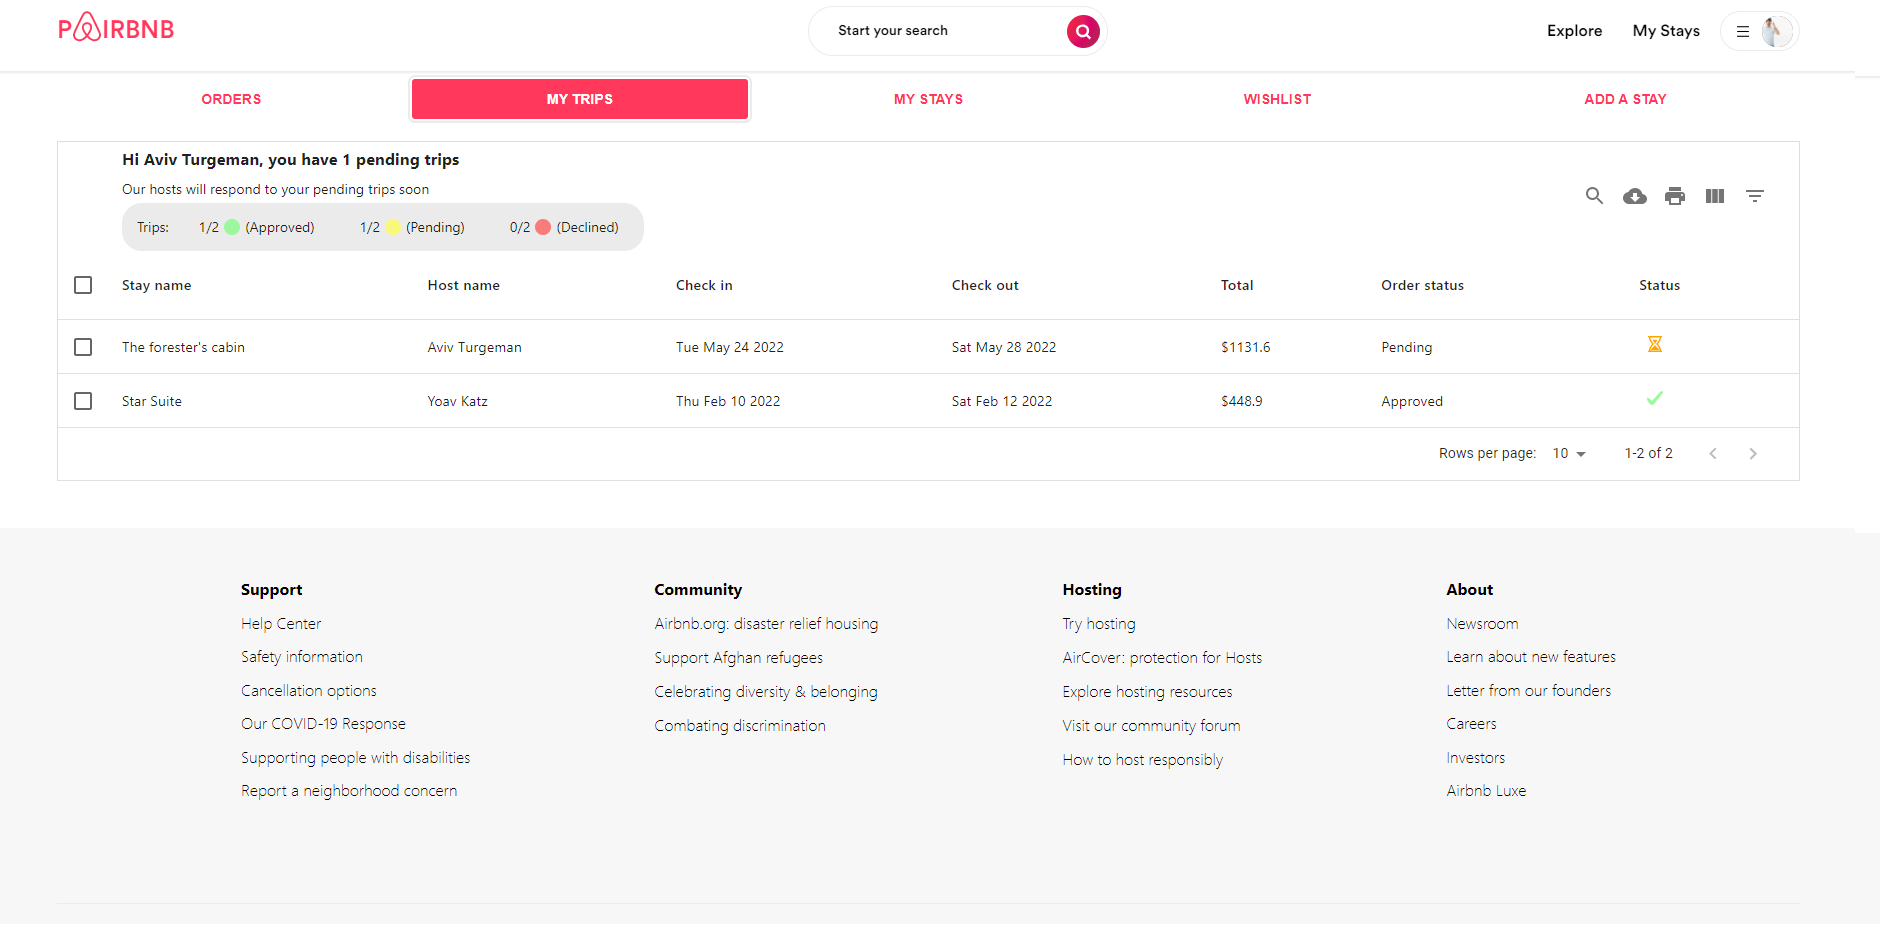 PAIRBNB
Start your search
Explore My Stays
ORDERS MY TRIPS MY STAYS WISHLIST ADD A STAY
Hi Aviv Turgeman, you have 1 pending trips
Our hosts will respond to your pending trips soon
Trips: 1/2 (Approved) 1/2 (Pending) 0/2 (Declined)
Stay name Host name Check in Check out Total Order status Status
The forester's cabin Aviv Turgeman Tue May 24 2022 Sat May 28 2022 $1131.6 Pending
Star Suite Yoav Katz Thu Feb 10 2022 Sat Feb 12 2022 $448.9 Approved
Rows per page: 10 1-2 of 2
Support
Help Center
Safety information
Cancellation options
Our COVID-19 Response
Supporting people with disabilities
Report a neighborhood concern
Community
Airbnb.org: disaster relief housing
Support Afghan refugees
Celebrating diversity & belonging
Combating discrimination
Hosting
Try hosting
AirCover: protection for Hosts
Explore hosting resources
Visit our community forum
How to host responsibly
About
Newsroom
Learn about new features
Letter from our founders
Careers
Investors
Airbnb Luxe